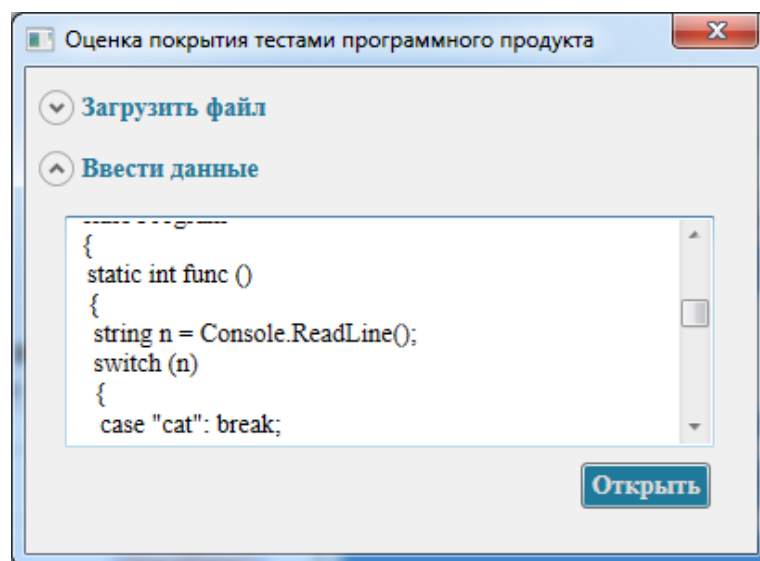 Оценка покрытия тестами программного продукта
Загрузить файл
Ввести данные
{
static int func ()
{
string n = Console.ReadLine();
switch (n)
{
case "cat": break;
Открыть